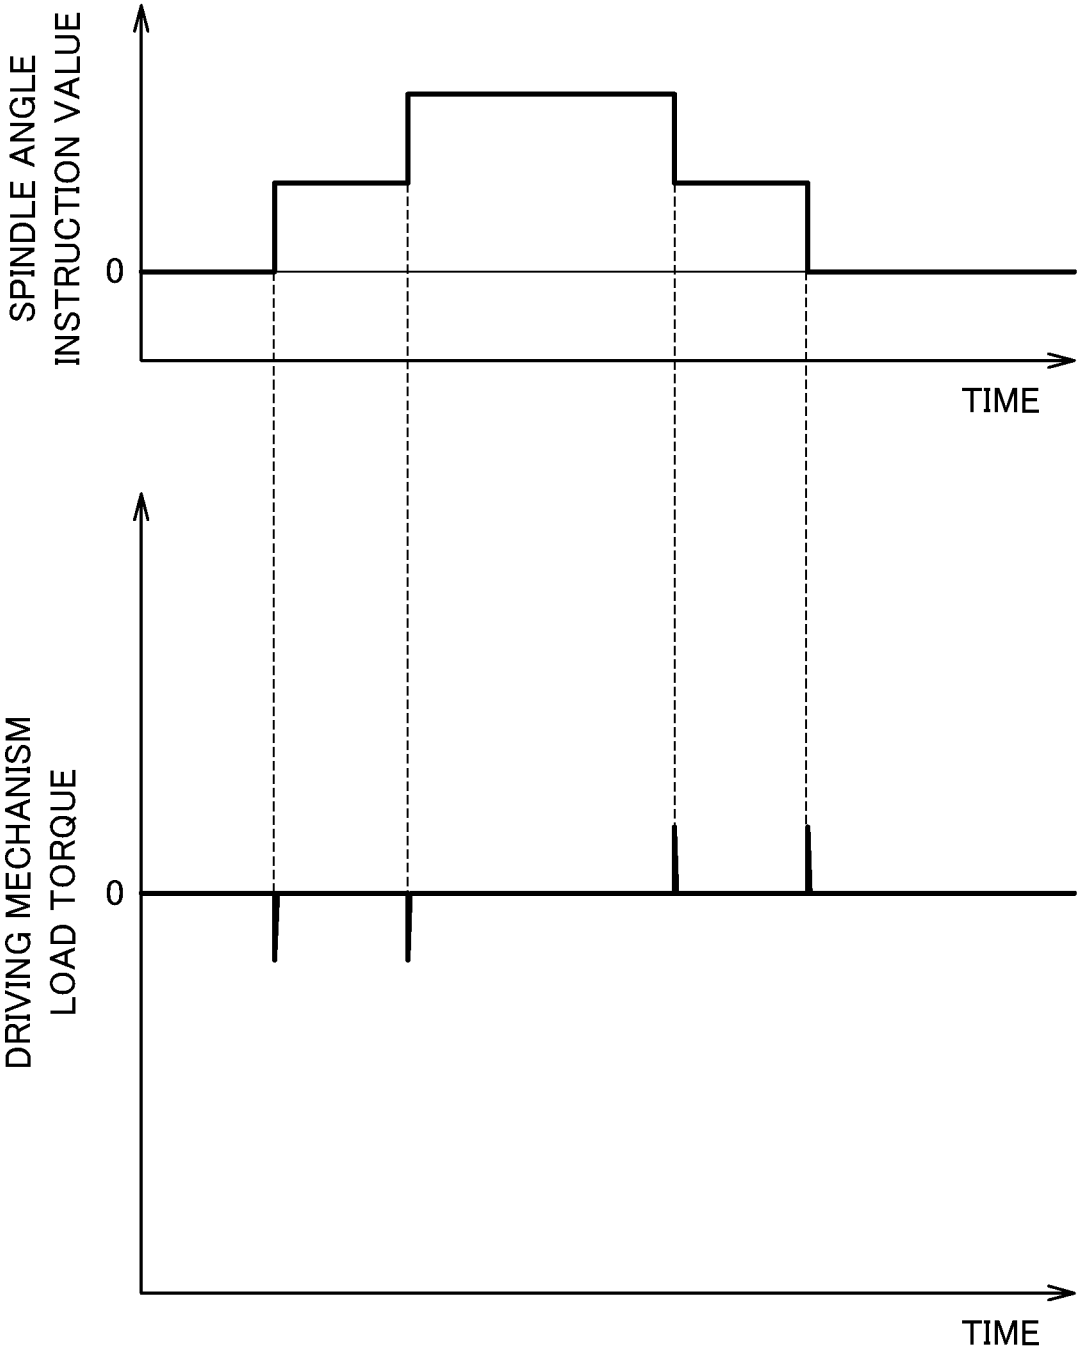 SPINDLE ANGLE
INSTRUCTION VALUE
0
TIME
DRIVING MECHANISM
LOAD TORQUE
0
TIME